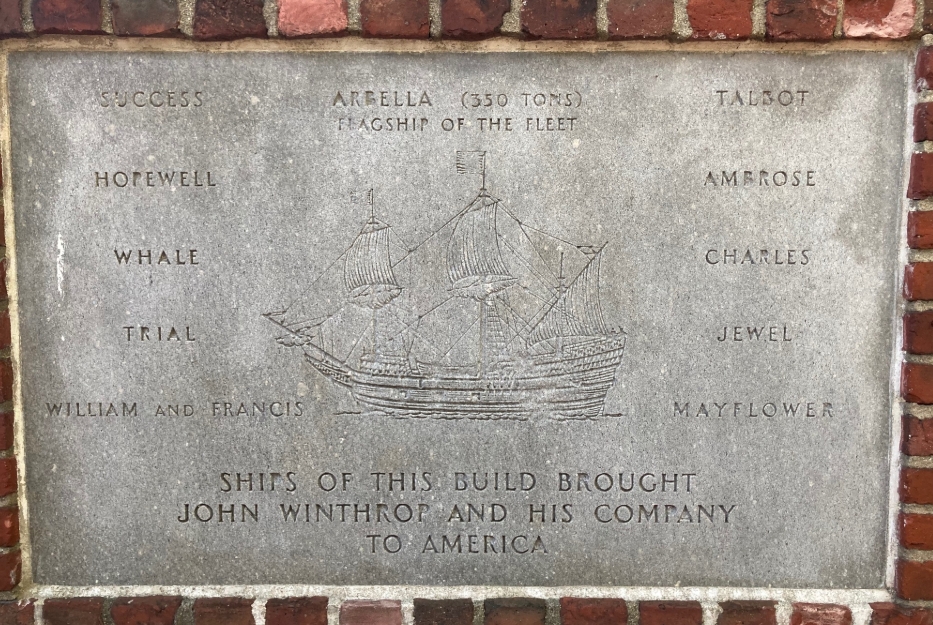 SUCCESS ARBELLA (350 TONS) TALBOT
FLAGSHIP OF THE FLEET
HOPEWELL AMBROSE
WHALE CHARLES
TRIAL JEWEL
WILLIAM AND FRANCIS MAYFLOWER
SHIPS OF THIS BUILD BROUGHT
JOHN WINTHROP AND HIS COMPANY
TO AMERICA